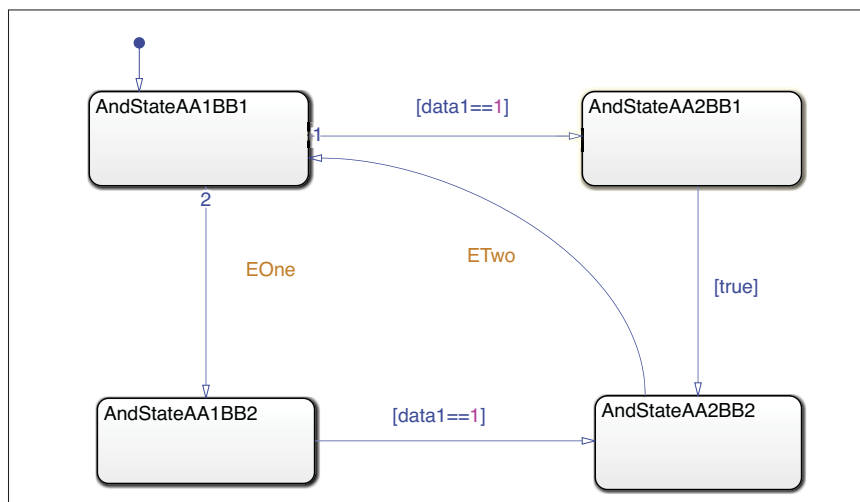 AndStateAA1BB1
[data1==1]
AndStateAA2BB1
1
2
EOne
ETwo
[true]
AndStateAA1BB2
[data1==1]
AndStateAA2BB2